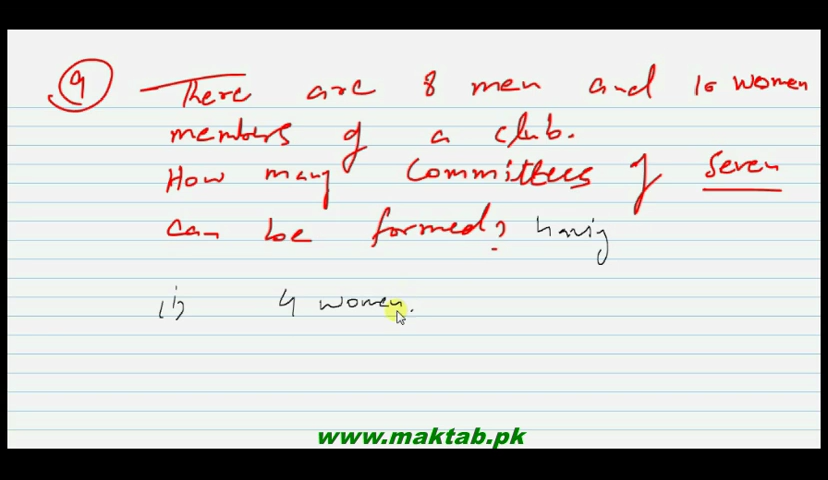 9 There are 8 men and 10 women
members of a club.
How many committees of seven
can be formed? having
i) 4 women.
www.maktab.pk